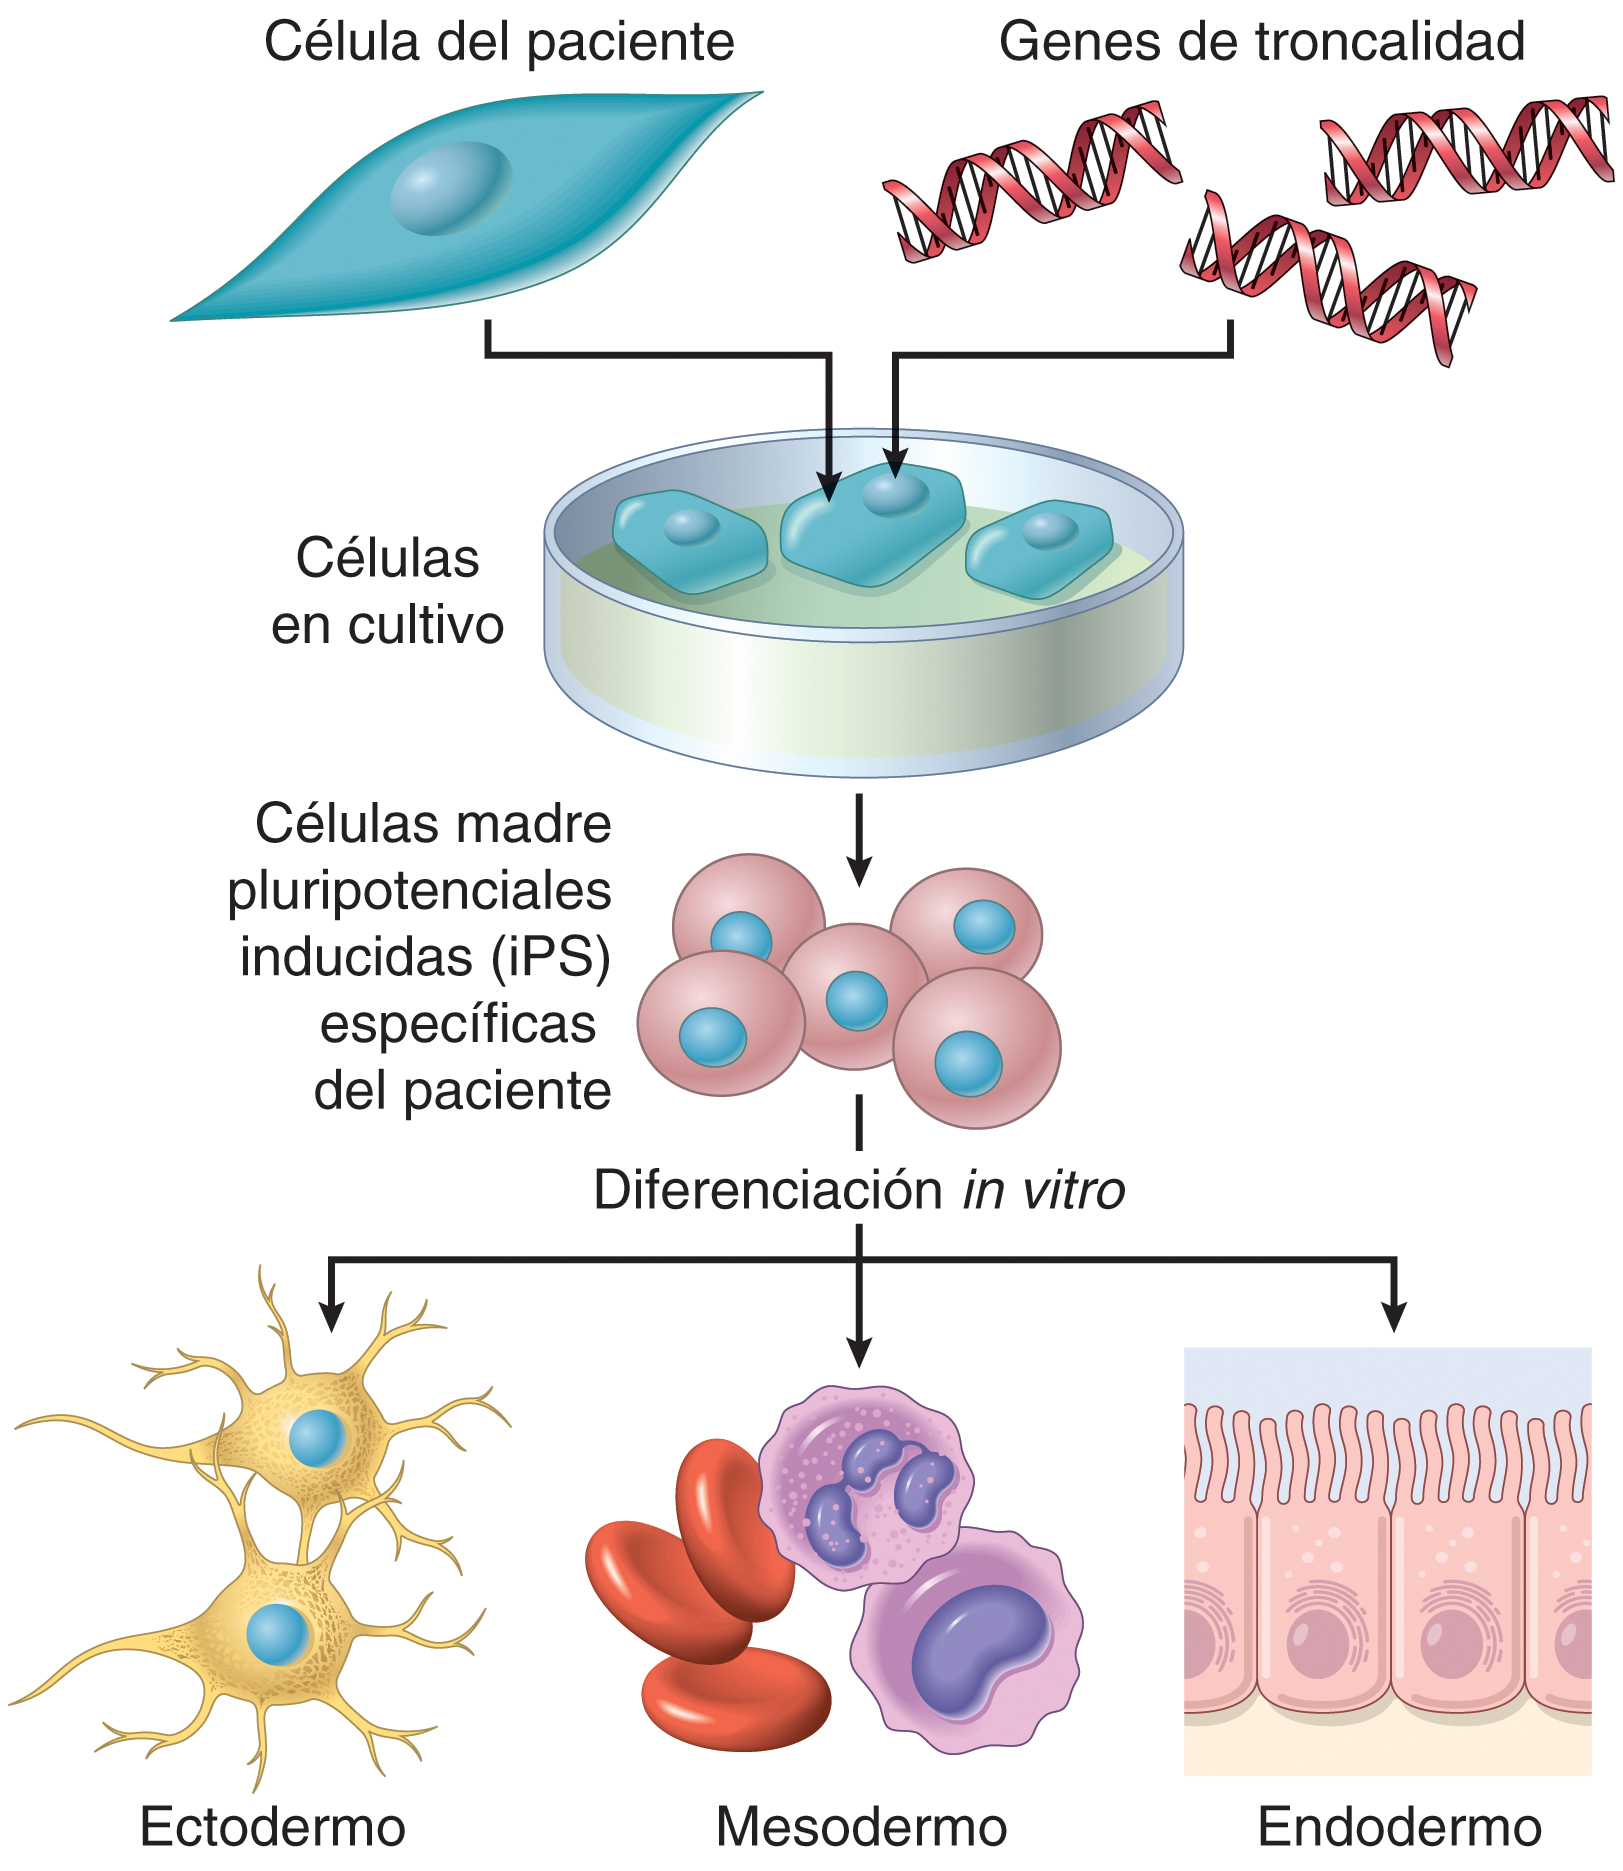 Célula del paciente
Genes de troncalidad
Células
en cultivo
Células madre
pluripotenciales
inducidas (iPS)
específicas
del paciente
Diferenciación in vitro
Ectodermo
Mesodermo
Endodermo